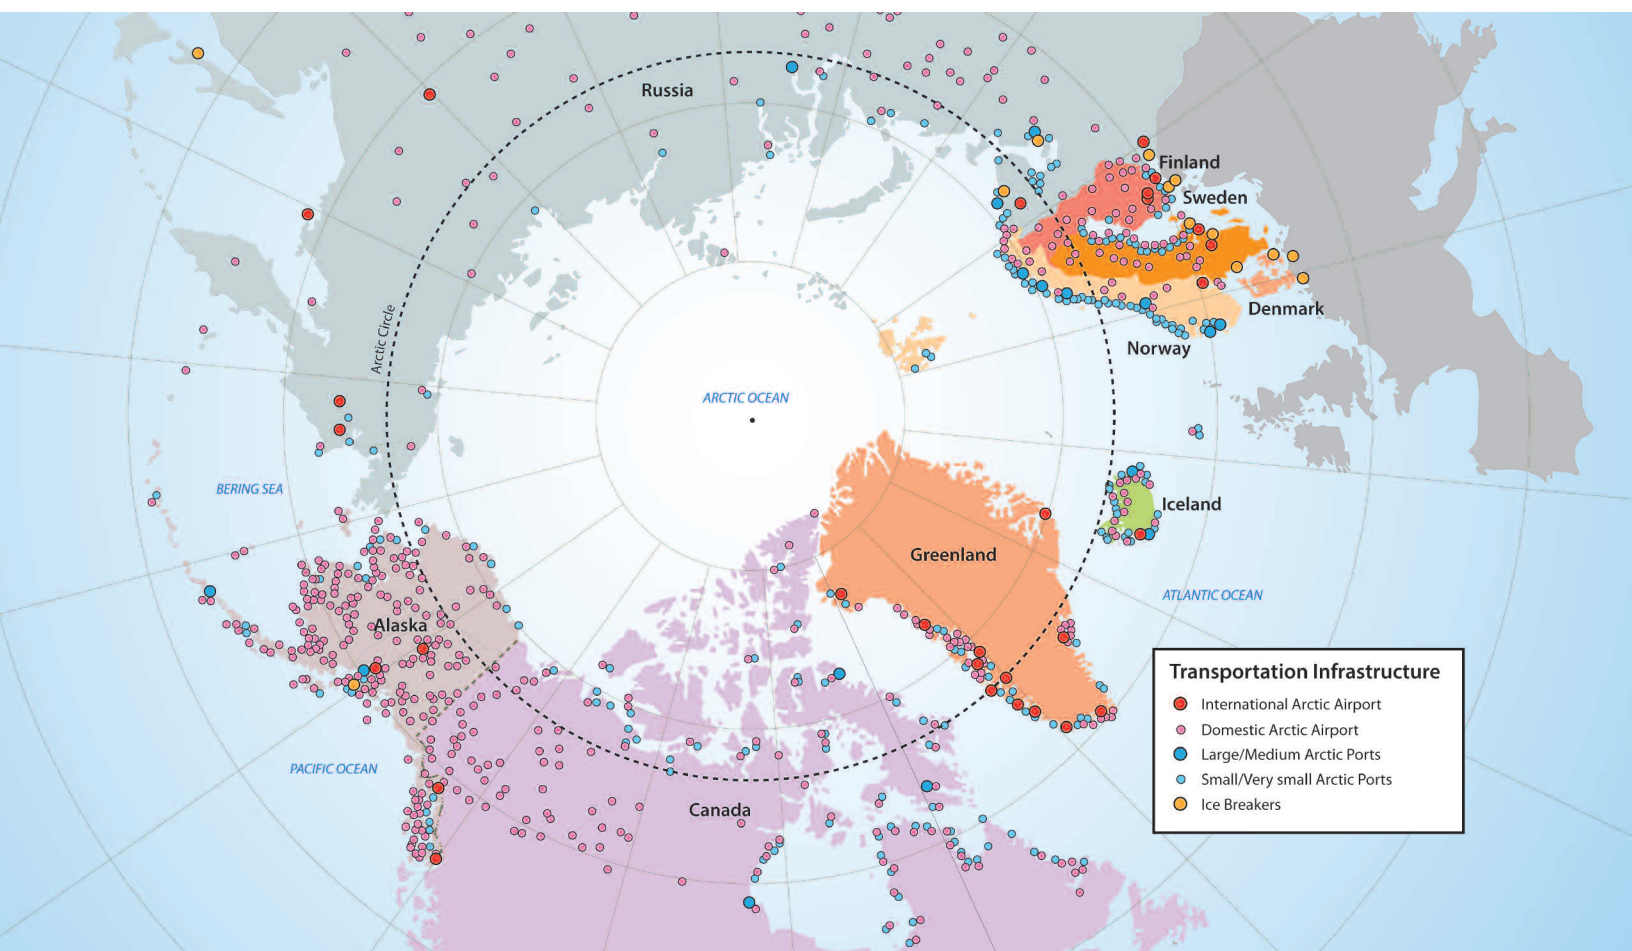 Russia
Finland
Sweden
Denmark
Norway
Arctic Circle
ARCTIC OCEAN
BERING SEA
Iceland
Greenland
ATLANTIC OCEAN
Alaska
PACIFIC OCEAN
Canada
Transportation Infrastructure
International Arctic Airport
Domestic Arctic Airport
Large/Medium Arctic Ports
Small/Very small Arctic Ports
Ice Breakers